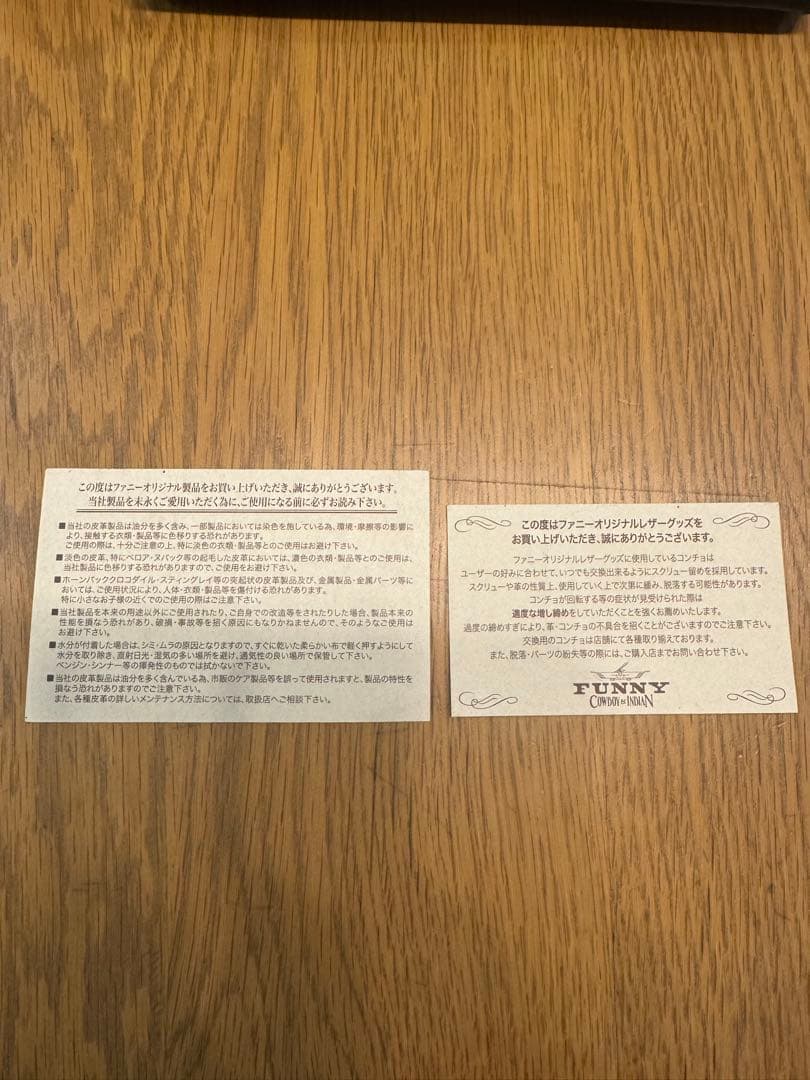 この度はファニーオリジナル製品をお買い上げいただき、誠にありがとうございます。
当社製品を末永くご愛用いただく為に、ご使用になる前に必ずお読み下さい。
■当社の皮革製品は油分を多く含み、一部製品においては染色を施している為、環境・摩擦等の影響に
より、接触する衣類・製品等に色移りする恐れがあります。
ご使用の際は、十分ご注意の上、特に淡色の衣類・製品等とのご使用はお避け下さい。
■淡色の皮革、特にベロア・ヌバック等の起毛した皮革においては、濃色の衣類・製品等とのご使用は、
当社製品に色移りする恐れがありますので、ご使用をお避け下さい。
■ホーンバッククロコダイル・スティングレイ等の突起状の皮革製品及び、金属製品・金属パーツ等に
おいては、ご使用状況により、人体・衣類・製品等を傷付ける恐れがあります。
特に小さなお子様の近くでのご使用の際はご注意下さい。
■当社製品を本来の用途以外にご使用されたり、ご自身での改造等をされたりした場合、製品本来の
性能を損なう恐れがあり、破損・事故等を招く原因にもなりかねませんので、そのようなご使用は
お避け下さい。
■水分が付着した場合は、シミ・ムラの原因となりますので、すぐに乾いた柔らかい布で軽く押すようにして
水分を取り除き、直射日光・湿気の多い場所を避け、通気性の良い場所で保管して下さい。
ベンジン・シンナー等の揮発性のものでは拭かないで下さい。
■当社の皮革製品は油分を多く含んでいる為、市販のケア製品等を誤って使用されますと、製品の特性を
損なう恐れがありますのでご注意下さい。
また、各種皮革の詳しいメンテナンス方法については、取扱店へご相談下さい。
この度はファニーオリジナルレザーグッズを
お買い上げいただき、誠にありがとうございます。
ファニーオリジナルレザーグッズに使用しているコンチョは
ユーザーの好みに合わせて、いつでも交換出来るようにスクリュー留めを採用しています。
スクリューや革の性質上、使用していく上で次第に緩み、脱落する可能性があります。
コンチョが回転する等の症状が見受けられた際は
適度な増し締めをしていただくことを強くお薦めいたします。
過度の締めすぎにより、革・コンチョの不具合を招くことがございますのでご注意下さい。
交換用のコンチョは店舗にて各種取り揃えております。
また、脱落・パーツの紛失等の際には、ご購入店までお問い合わせ下さい。
FUNNY
COWBOY to INDIAN